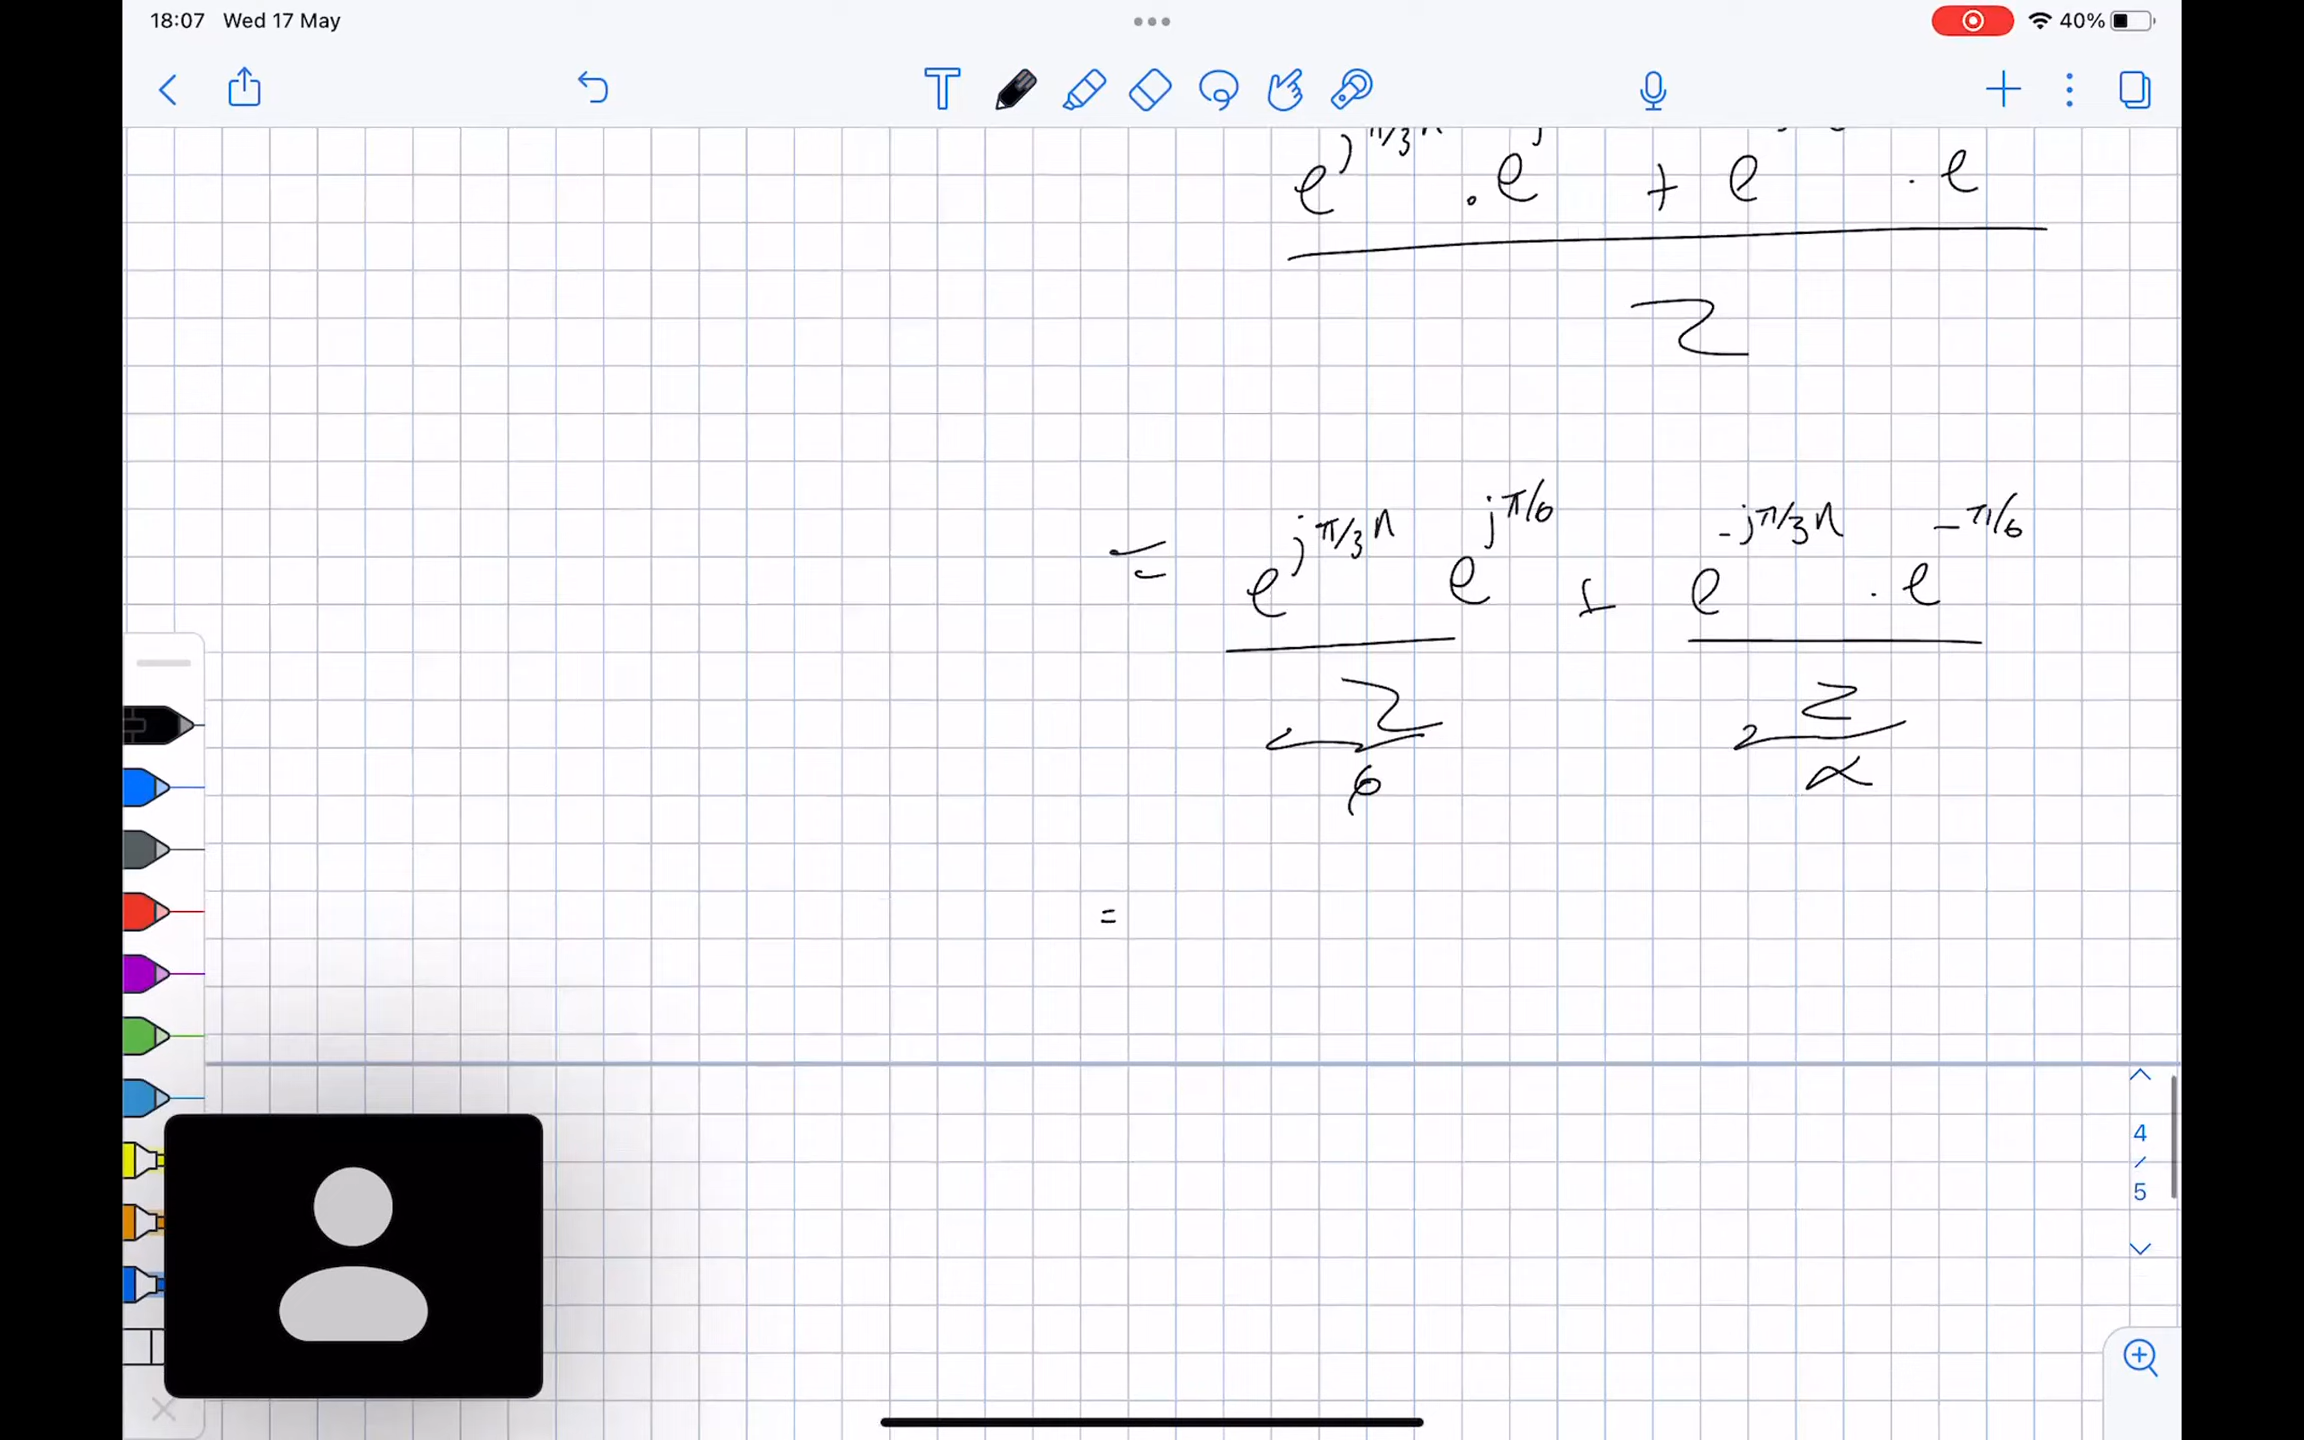 18:07 Wed 17 May 40%
T
e^{jπ/3n} . e^{j} + e . e
2
= e^{jπ/3 n} e^{jπ/6} + e^{-jπ/3 n} . e^{-π/6}
2 2
=
4
/
5